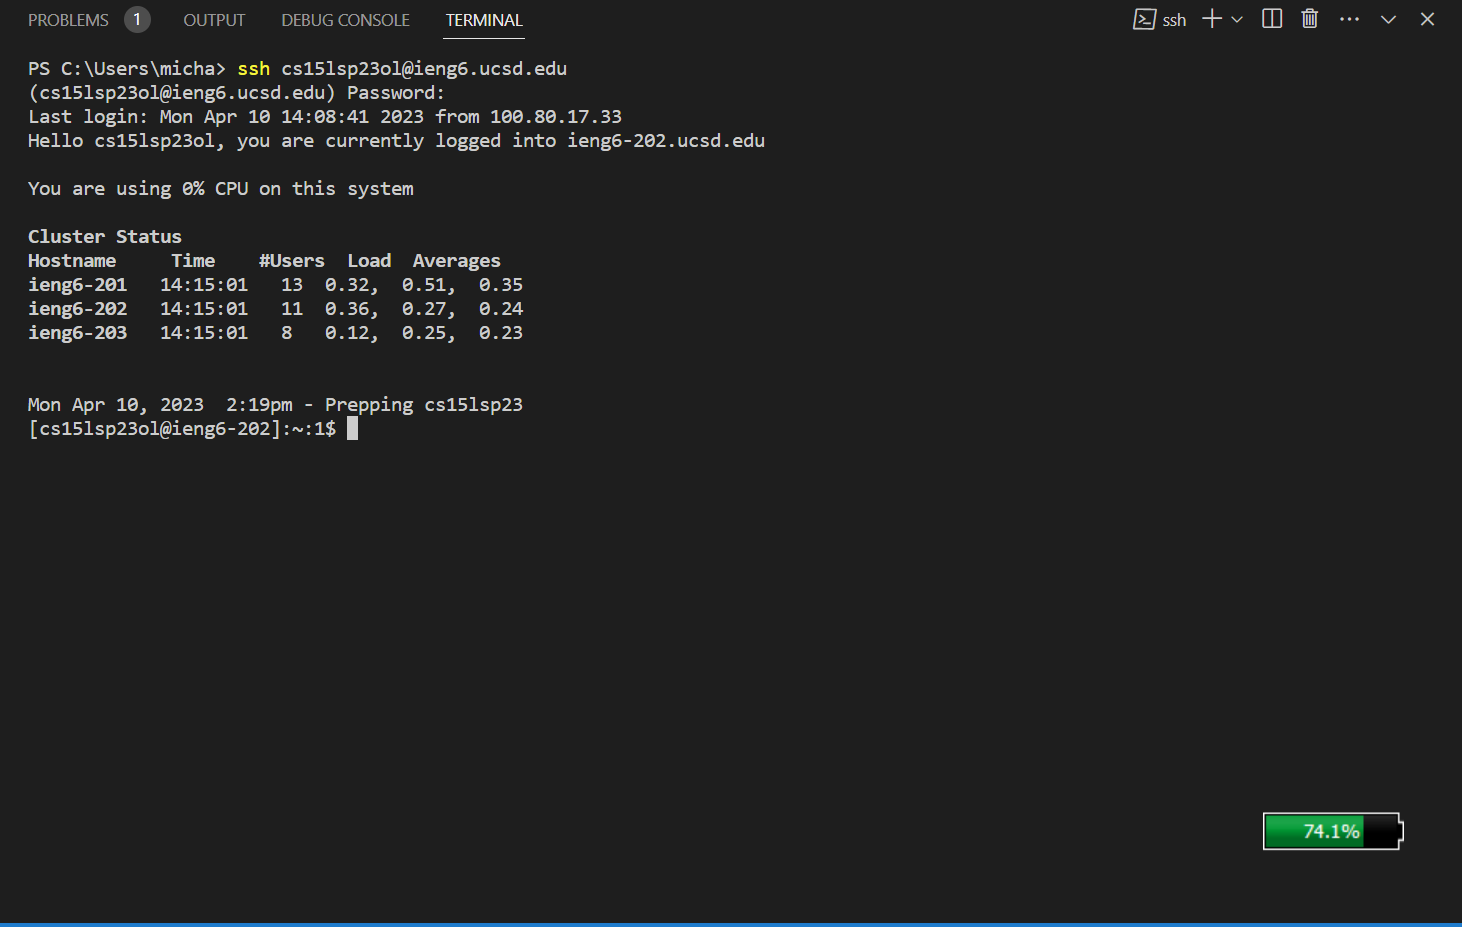 PROBLEMS 1 OUTPUT DEBUG CONSOLE TERMINAL ssh
PS C:\Users\micha> ssh cs15lsp23ol@ieng6.ucsd.edu
(cs15lsp23ol@ieng6.ucsd.edu) Password:
Last login: Mon Apr 10 14:08:41 2023 from 100.80.17.33
Hello cs15lsp23ol, you are currently logged into ieng6-202.ucsd.edu
You are using 0% CPU on this system
Cluster Status
Hostname     Time    #Users  Load  Averages
ieng6-201   14:15:01   13  0.32,  0.51,  0.35
ieng6-202   14:15:01   11  0.36,  0.27,  0.24
ieng6-203   14:15:01   8   0.12,  0.25,  0.23
Mon Apr 10, 2023  2:19pm - Prepping cs15lsp23
[cs15lsp23ol@ieng6-202]:~:1$
74.1%